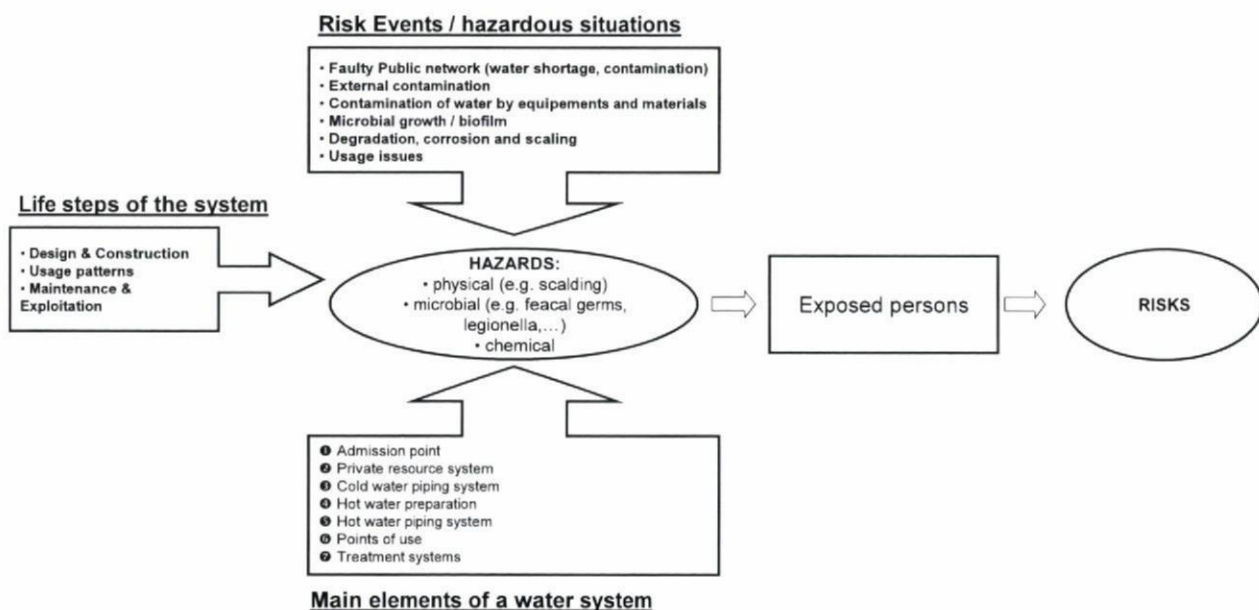 Risk Events / hazardous situations
• Faulty Public network (water shortage, contamination)
• External contamination
• Contamination of water by equipements and materials
• Microbial growth / biofilm
• Degradation, corrosion and scaling
• Usage issues
Life steps of the system
• Design & Construction
• Usage patterns
• Maintenance &
Exploitation
HAZARDS:
• physical (e.g. scalding)
• microbial (e.g. feacal germs,
legionella,…)
• chemical
Exposed persons
RISKS
❶ Admission point
❷ Private resource system
❸ Cold water piping system
❹ Hot water preparation
❺ Hot water piping system
❻ Points of use
❼ Treatment systems
Main elements of a water system